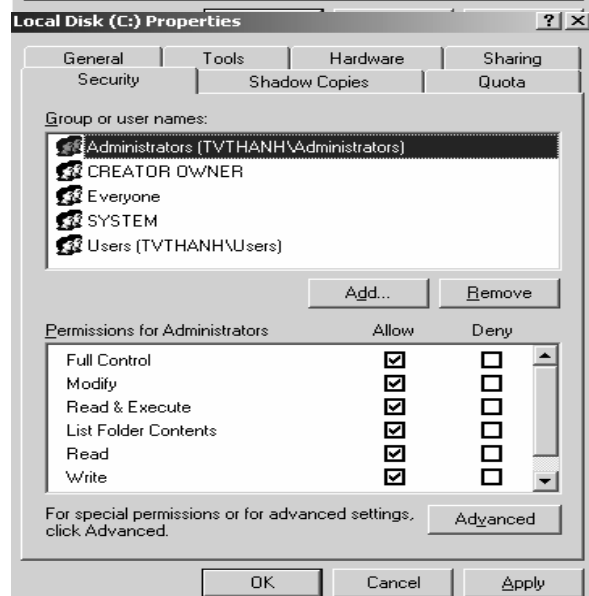 Local Disk (C:) Properties
General Tools Hardware Sharing
Security Shadow Copies Quota
Group or user names:
Administrators (TVTHANH\Administrators)
CREATOR OWNER
Everyone
SYSTEM
Users (TVTHANH\Users)
Add... Remove
Permissions for Administrators Allow Deny
Full Control
Modify
Read & Execute
List Folder Contents
Read
Write
For special permissions or for advanced settings,
click Advanced. Advanced
OK Cancel Apply